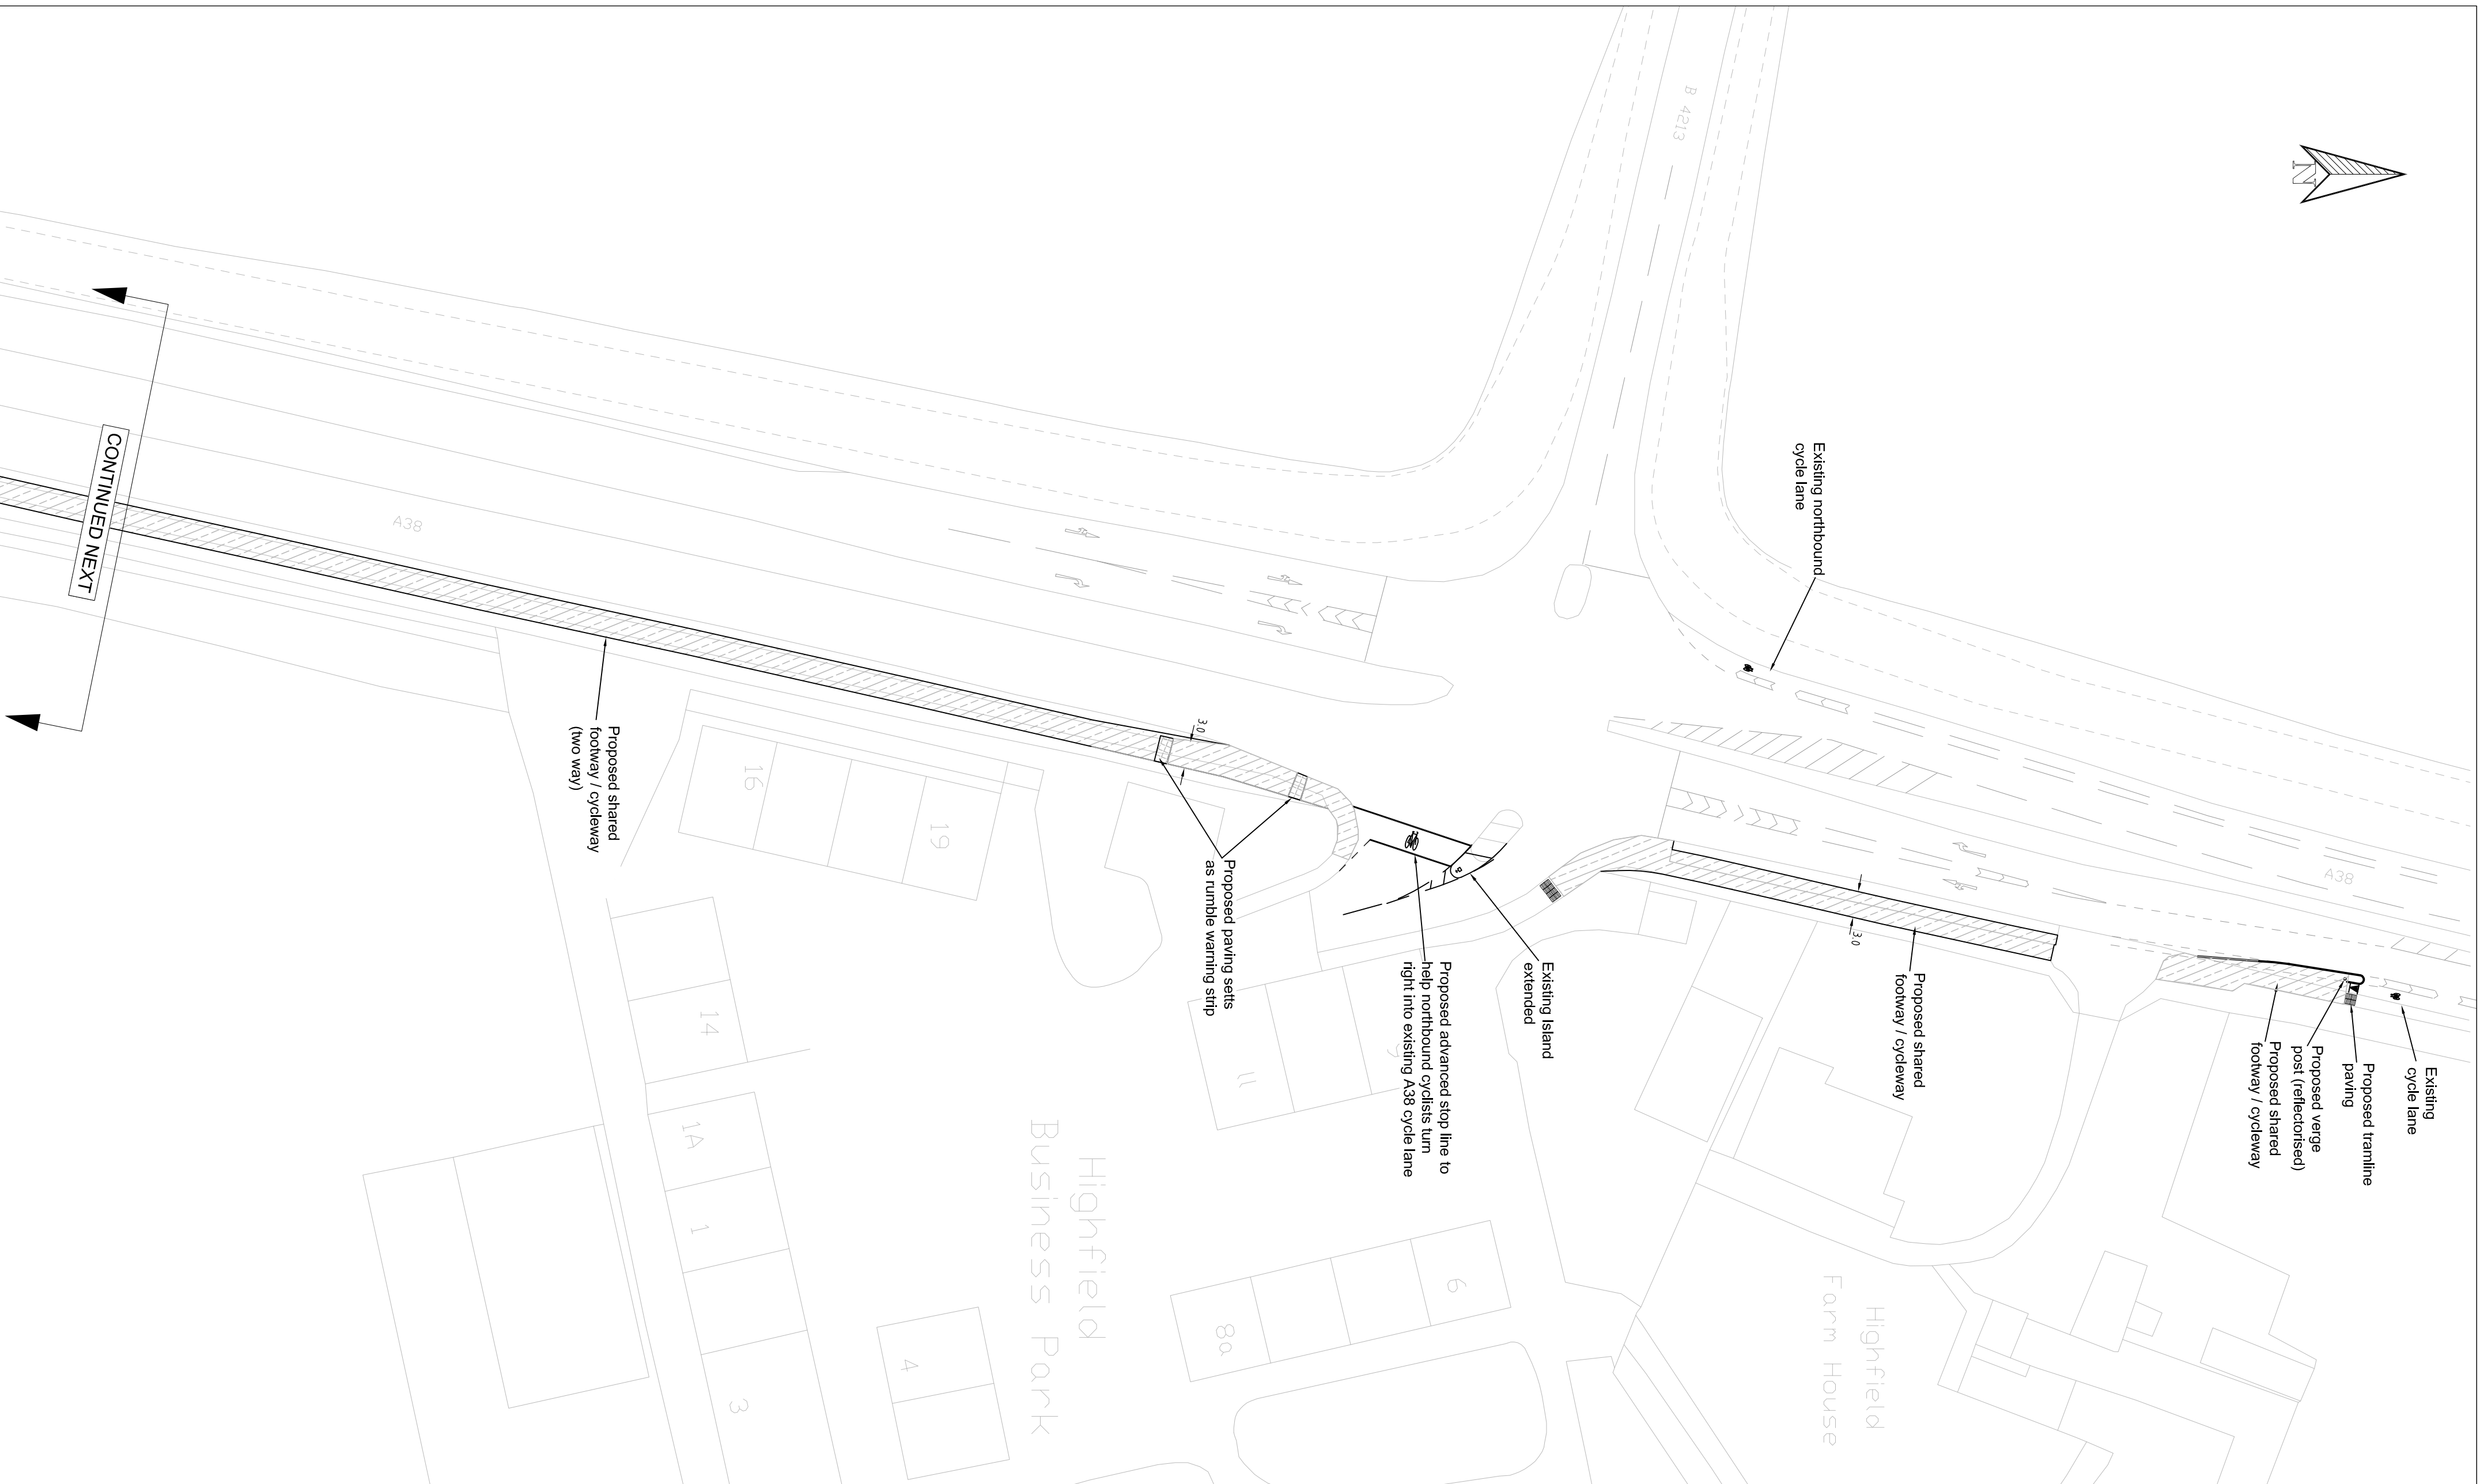 N
B 4213
Existing northbound
cycle lane
A38
Existing
cycle lane
Proposed tramline
paving
Proposed verge
post (reflectorised)
Proposed shared
footway / cycleway
Proposed shared
footway / cycleway
3.0
Existing Island
extended
Proposed advanced stop line to
help northbound cyclists turn
right into existing A38 cycle lane
Proposed paving setts
as rumble warning strip
3.0
Proposed shared
footway / cycleway
(two way)
A38
CONTINUED NEXT
Highfield
Farm House
Highfield
Business Park
16
19
14
1A
1
3
4
6
8a
11